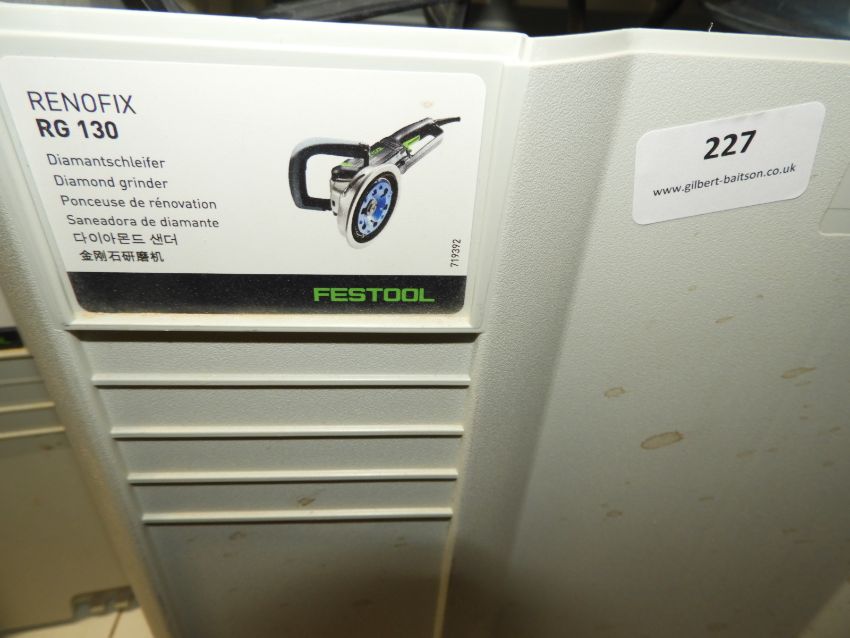 RENOFIX
RG 130
Diamantschleifer
Diamond grinder
Ponceuse de rénovation
Saneadora de diamante
다이아몬드 샌더
金刚石研磨机
719392
FESTOOL
227
www.gilbert-baitson.co.uk